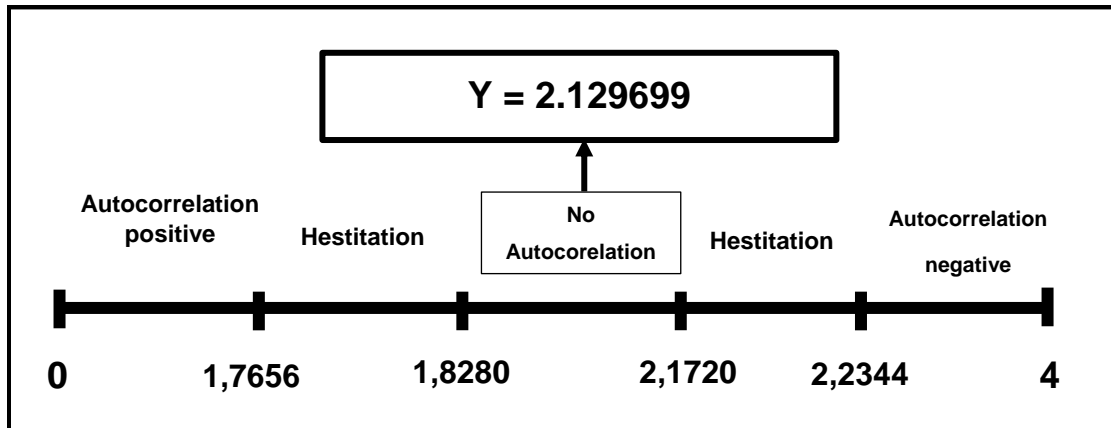 Y = 2.129699
Autocorrelation
positive
Hestitation
No
Autocorelation
Hestitation
Autocorrelation
negative
0
1,7656
1,8280
2,1720
2,2344
4